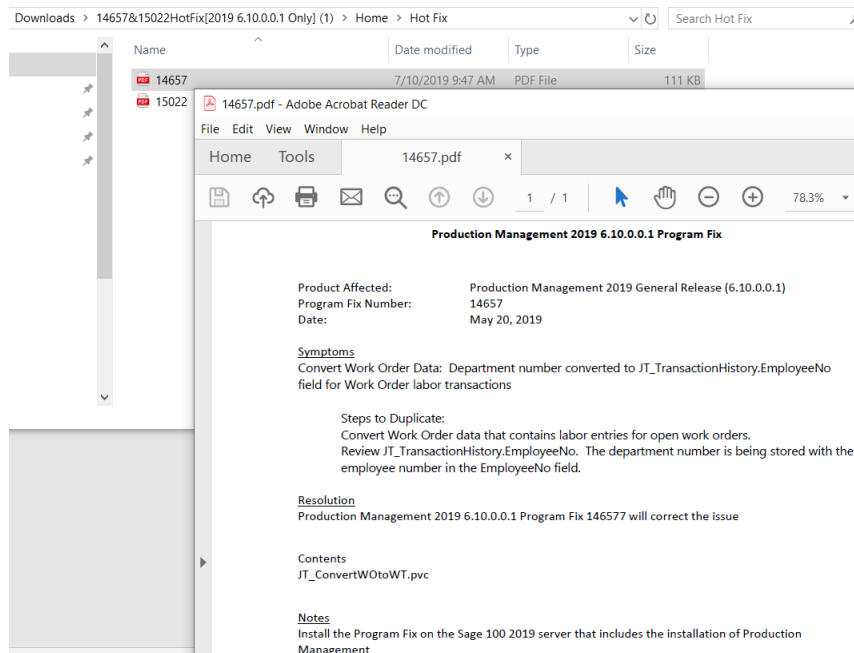 Downloads > 14657&15022HotFix[2019 6.10.0.0.1 Only] (1) > Home > Hot Fix
Search Hot Fix
Name Date modified Type Size
14657 7/10/2019 9:47 AM PDF File 111 KB
15022
14657.pdf - Adobe Acrobat Reader DC
File Edit View Window Help
Home Tools 14657.pdf ×
1 / 1 78.3%
Production Management 2019 6.10.0.0.1 Program Fix
Product Affected: Production Management 2019 General Release (6.10.0.0.1)
Program Fix Number: 14657
Date: May 20, 2019
Symptoms
Convert Work Order Data: Department number converted to JT_TransactionHistory.EmployeeNo
field for Work Order labor transactions
Steps to Duplicate:
Convert Work Order data that contains labor entries for open work orders.
Review JT_TransactionHistory.EmployeeNo. The department number is being stored with the
employee number in the EmployeeNo field.
Resolution
Production Management 2019 6.10.0.0.1 Program Fix 146577 will correct the issue
Contents
JT_ConvertWOtoWT.pvc
Notes
Install the Program Fix on the Sage 100 2019 server that includes the installation of Production
Management